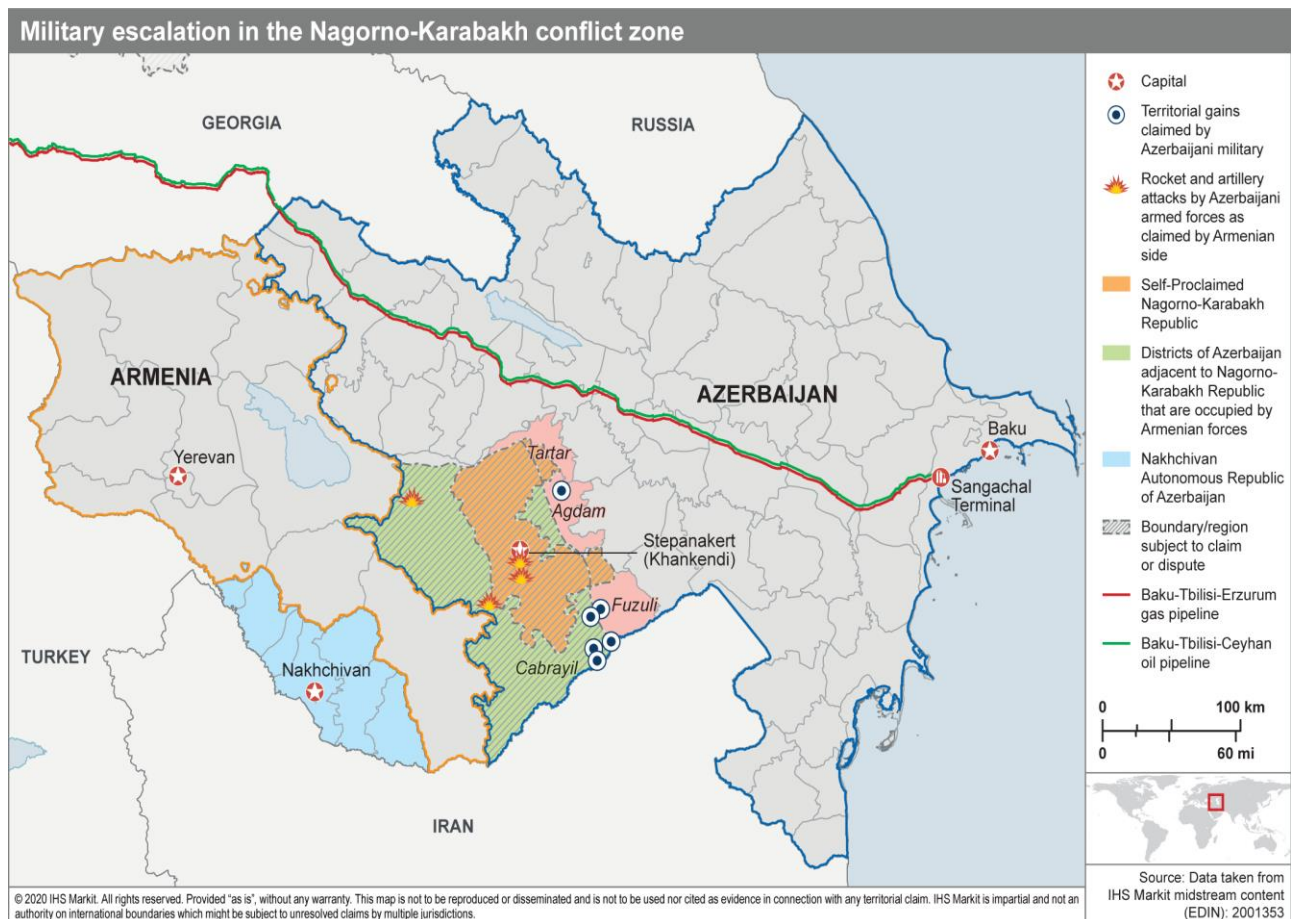 Military escalation in the Nagorno-Karabakh conflict zone
GEORGIA
RUSSIA
ARMENIA
AZERBAIJAN
Yerevan
Baku
Sangachal
Terminal
Tartar
Agdam
Stepanakert
(Khankendi)
Fuzuli
Cabrayil
TURKEY
Nakhchivan
IRAN
Capital
Territorial gains
claimed by
Azerbaijani military
Rocket and artillery
attacks by Azerbaijani
armed forces as
claimed by Armenian
side
Self-Proclaimed
Nagorno-Karabakh
Republic
Districts of Azerbaijan
adjacent to Nagorno-
Karabakh Republic
that are occupied by
Armenian forces
Nakhchivan
Autonomous Republic
of Azerbaijan
Boundary/region
subject to claim
or dispute
Baku-Tbilisi-Erzurum
gas pipeline
Baku-Tbilisi-Ceyhan
oil pipeline
0 100 km
0 60 mi
Source: Data taken from
IHS Markit midstream content
(EDIN): 2001353
© 2020 IHS Markit. All rights reserved. Provided “as is”, without any warranty. This map is not to be reproduced or disseminated and is not to be used nor cited as evidence in connection with any territorial claim. IHS Markit is impartial and not an
authority on international boundaries which might be subject to unresolved claims by multiple jurisdictions.